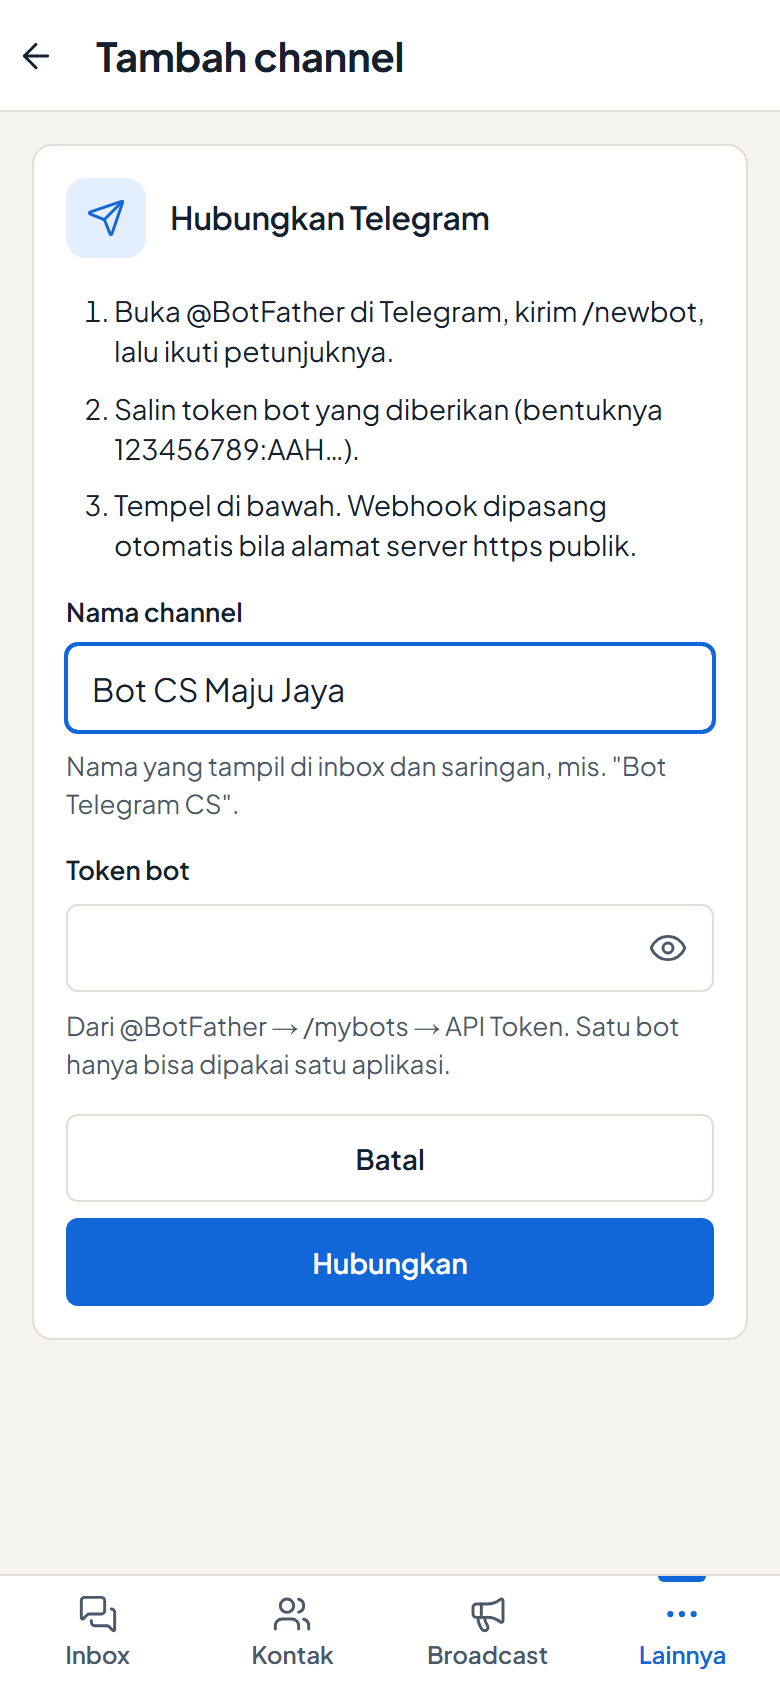 Tambah channel
Hubungkan Telegram
1. Buka @BotFather di Telegram, kirim /newbot,
lalu ikuti petunjuknya.
2. Salin token bot yang diberikan (bentuknya
123456789:AAH…).
3. Tempel di bawah. Webhook dipasang
otomatis bila alamat server https publik.
Nama channel
Bot CS Maju Jaya
Nama yang tampil di inbox dan saringan, mis. "Bot
Telegram CS".
Token bot
Dari @BotFather → /mybots → API Token. Satu bot
hanya bisa dipakai satu aplikasi.
Batal
Hubungkan
Inbox
Kontak
Broadcast
Lainnya